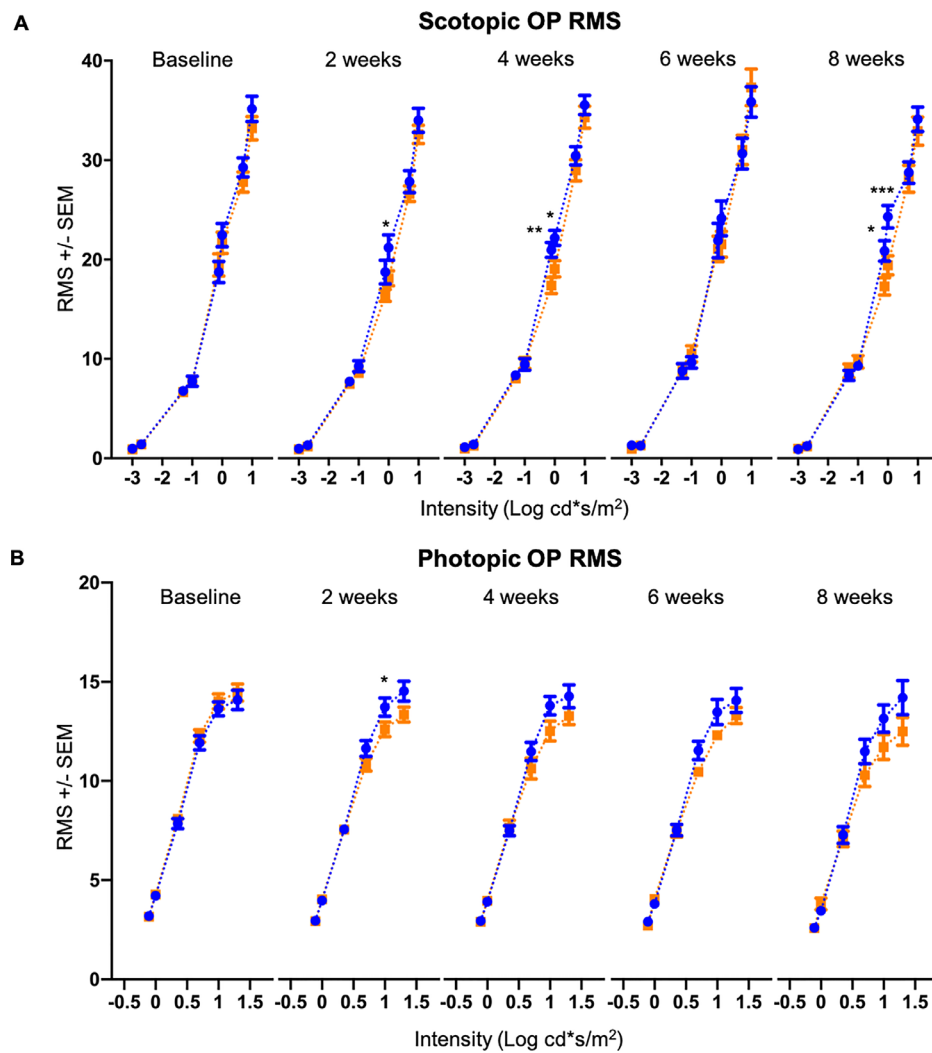 A
Scotopic OP RMS
Baseline 2 weeks 4 weeks 6 weeks 8 weeks
40
30
20
10
0
RMS +/- SEM
*
** *
* ***
-3 -2 -1 0 1 -3 -2 -1 0 1 -3 -2 -1 0 1 -3 -2 -1 0 1 -3 -2 -1 0 1
Intensity (Log cd*s/m²)
B
Photopic OP RMS
Baseline 2 weeks 4 weeks 6 weeks 8 weeks
20
15
10
5
0
RMS +/- SEM
*
-0.5 0 0.5 1 1.5 -0.5 0 0.5 1 1.5 -0.5 0 0.5 1 1.5 -0.5 0 0.5 1 1.5 -0.5 0 0.5 1 1.5
Intensity (Log cd*s/m²)